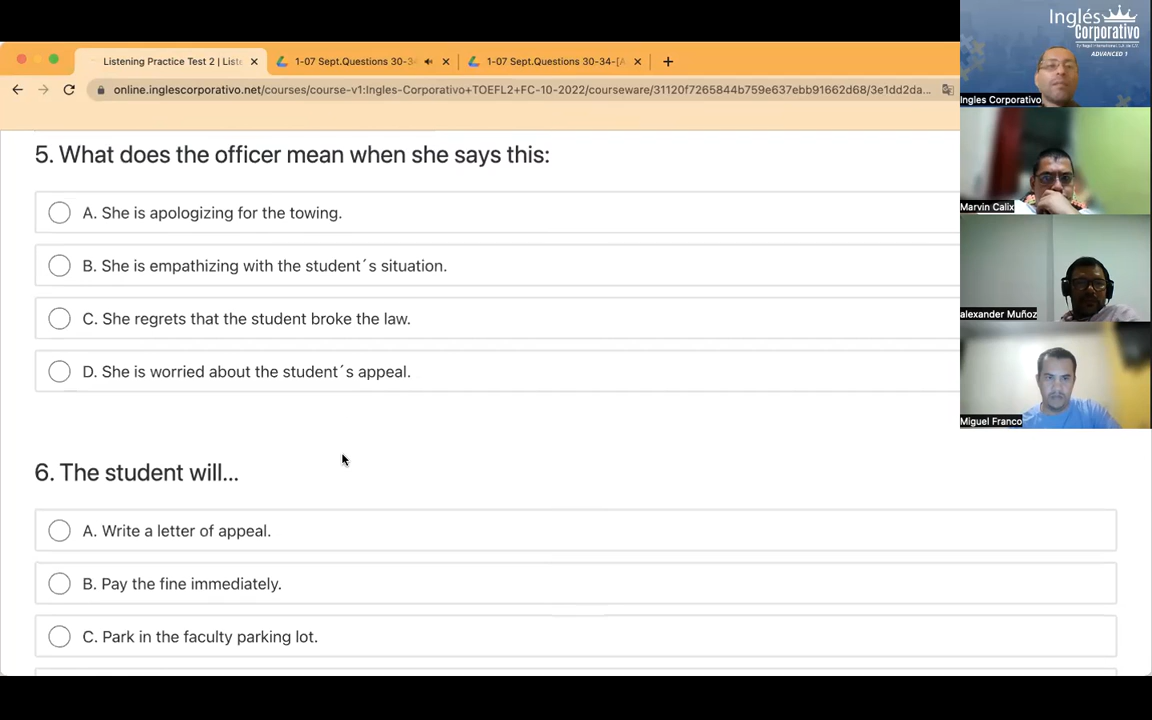 Listening Practice Test 2 | Liste
1-07 Sept.Questions 30-3
1-07 Sept.Questions 30-34-[A
online.inglescorporativo.net/courses/course-v1:Ingles-Corporativo+TOEFL2+FC-10-2022/courseware/31120f7265844b759e637ebb91662d68/3e1dd2da...
5. What does the officer mean when she says this:
A. She is apologizing for the towing.
B. She is empathizing with the student´s situation.
C. She regrets that the student broke the law.
D. She is worried about the student´s appeal.
6. The student will...
A. Write a letter of appeal.
B. Pay the fine immediately.
C. Park in the faculty parking lot.
Inglés
Corporativo
ADVANCED 1
Ingles Corporativo
Marvin Calix
alexander Muñoz
Miguel Franco